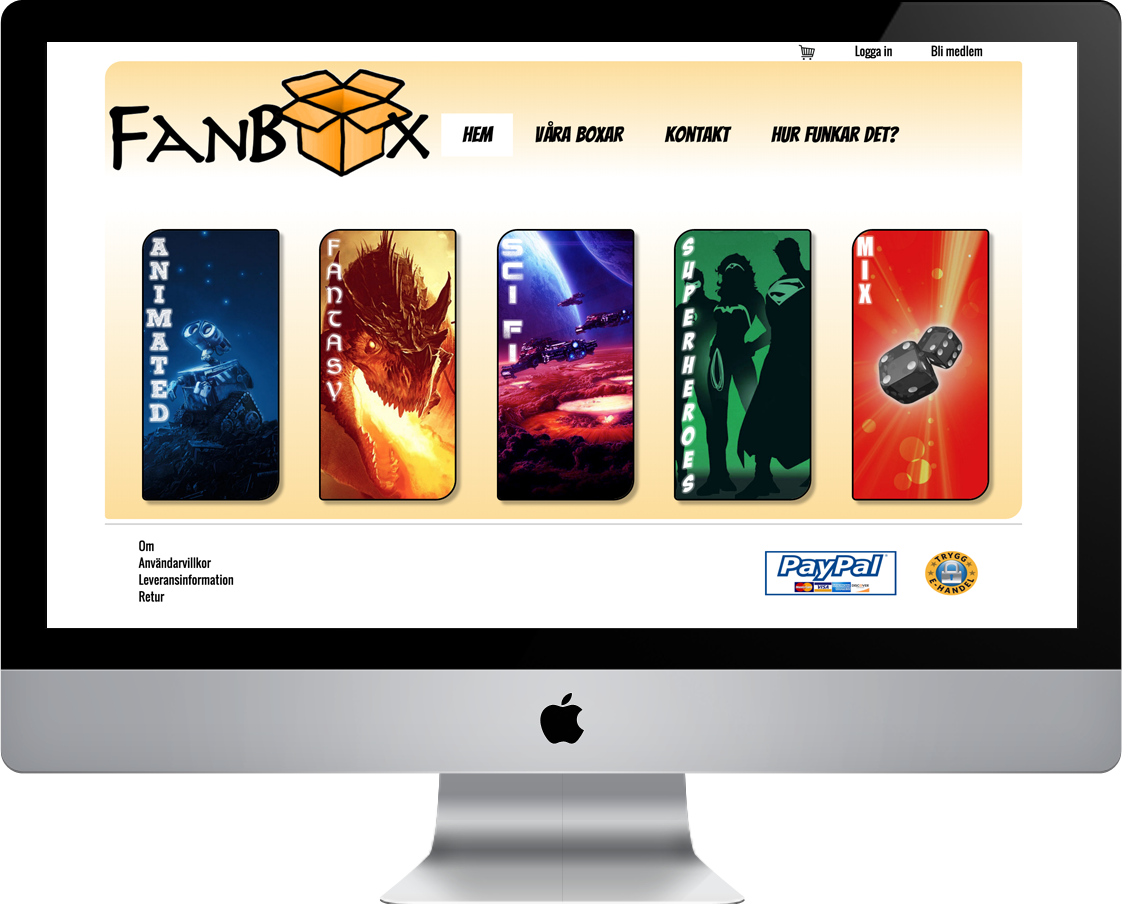 Logga in
Bli medlem
FANBOX
HEM
VÅRA BOXAR
KONTAKT
HUR FUNKAR DET?
ANIMATED
FANTASY
SCI FI
SUPERHEROES
MIX
Om
Användarvillkor
Leveransinformation
Retur
PayPal
VISA
TRYGG
E-HANDEL